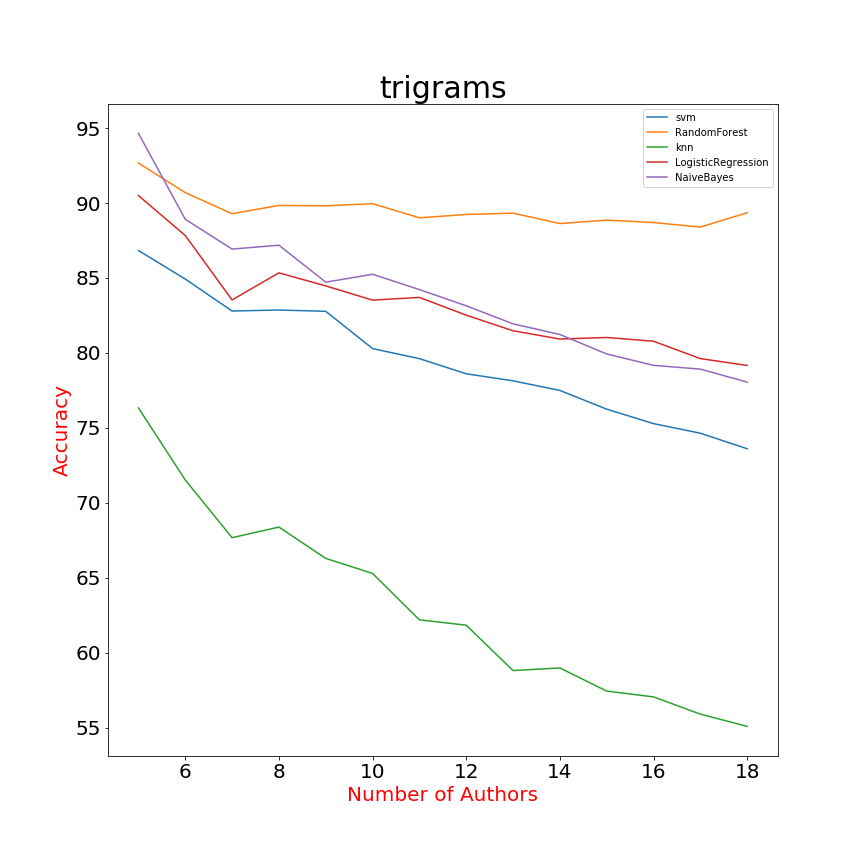 trigrams
svm
RandomForest
knn
LogisticRegression
NaiveBayes
95
90
85
80
75
70
65
60
55
Accuracy
6 8 10 12 14 16 18
Number of Authors